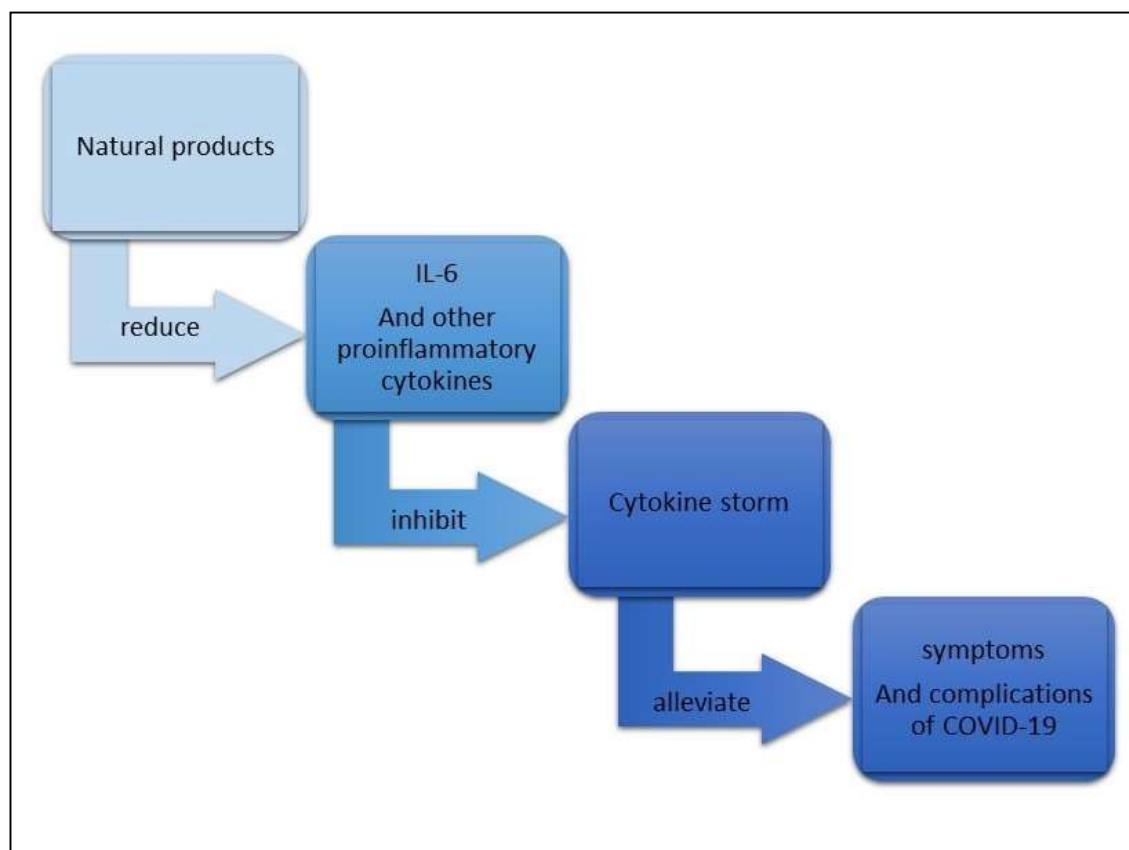 Natural products
reduce
IL-6
And other
proinflammatory
cytokines
inhibit
Cytokine storm
alleviate
symptoms
And complications
of COVID-19